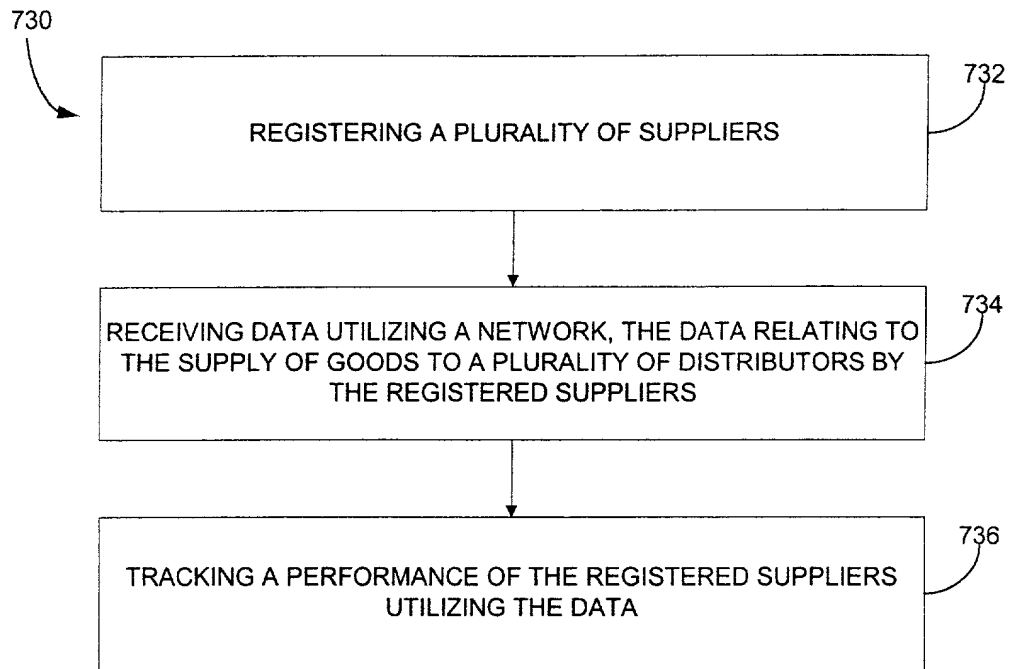 730
732
REGISTERING A PLURALITY OF SUPPLIERS
734
RECEIVING DATA UTILIZING A NETWORK, THE DATA RELATING TO
THE SUPPLY OF GOODS TO A PLURALITY OF DISTRIBUTORS BY
THE REGISTERED SUPPLIERS
736
TRACKING A PERFORMANCE OF THE REGISTERED SUPPLIERS
UTILIZING THE DATA